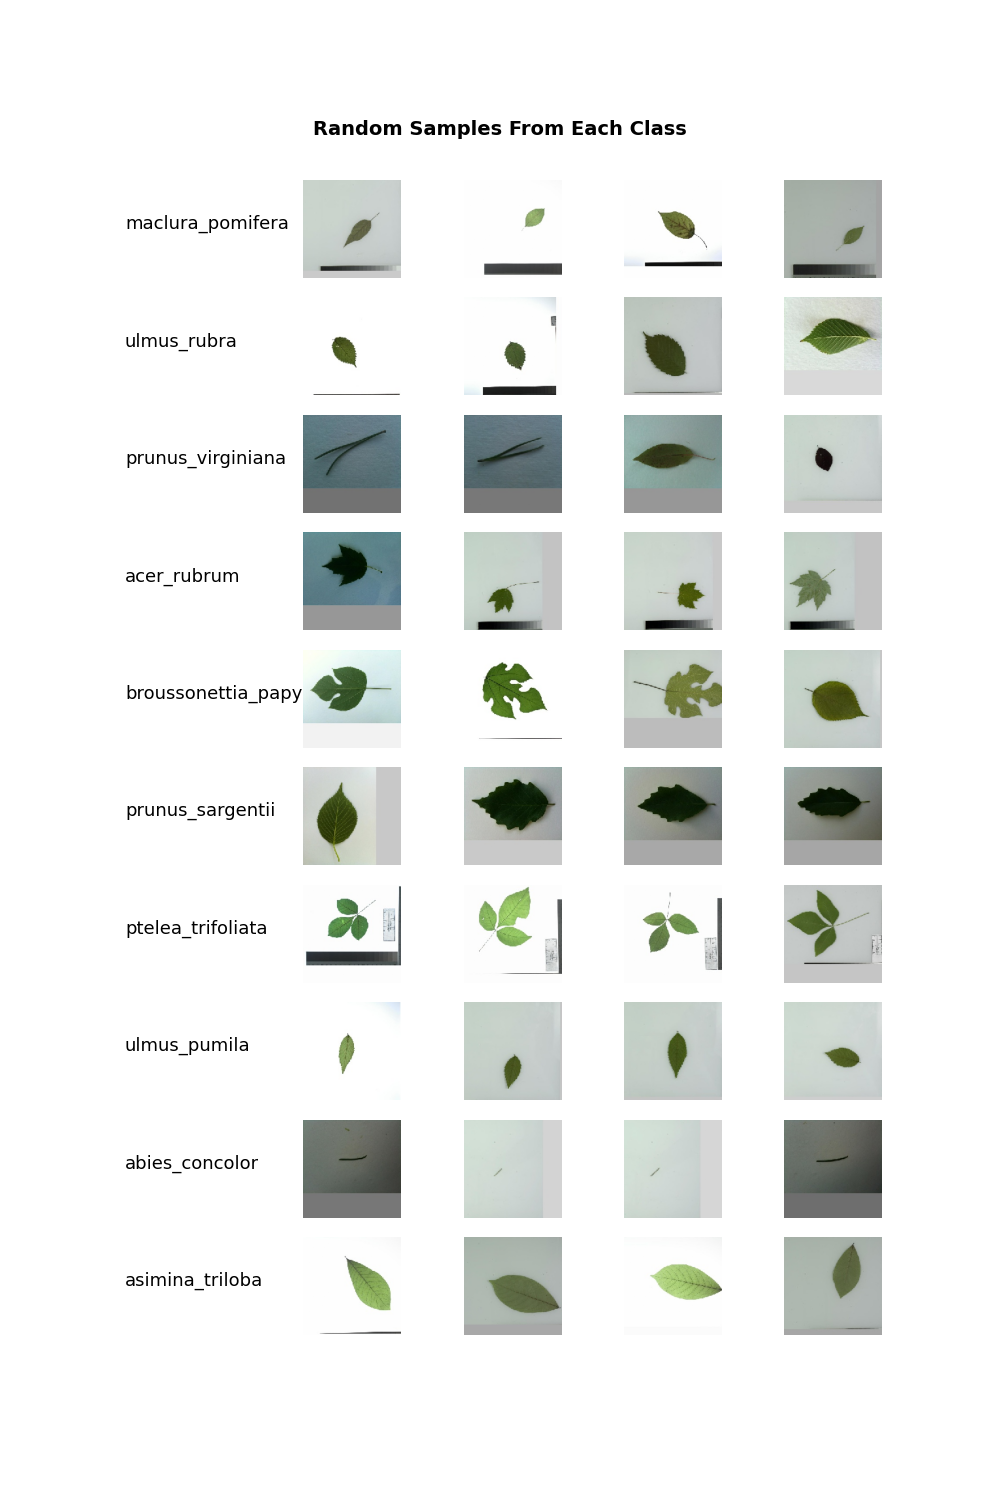 Random Samples From Each Class
maclura_pomifera
ulmus_rubra
prunus_virginiana
acer_rubrum
broussonettia_papy
prunus_sargentii
ptelea_trifoliata
ulmus_pumila
abies_concolor
asimina_triloba